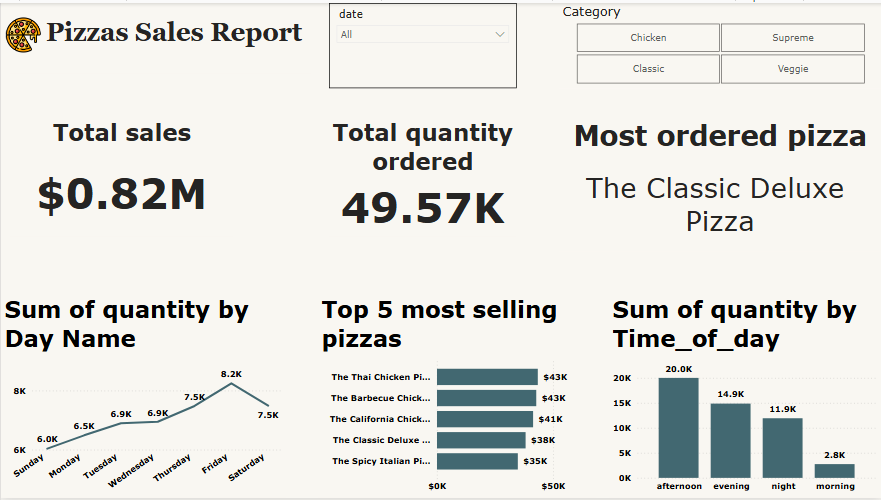 Pizzas Sales Report
date
All
Category
Chicken
Supreme
Classic
Veggie
Total sales
$0.82M
Total quantity
ordered
49.57K
Most ordered pizza
The Classic Deluxe
Pizza
Sum of quantity by
Day Name
8K
6K
6.0K
6.5K
6.9K
6.9K
7.5K
8.2K
7.5K
Sunday
Monday
Tuesday
Wednesday
Thursday
Friday
Saturday
Top 5 most selling
pizzas
The Thai Chicken Pi... $43K
The Barbecue Chick... $43K
The California Chick... $41K
The Classic Deluxe ... $38K
The Spicy Italian Pi... $35K
$0K $50K
Sum of quantity by
Time_of_day
20K
15K
10K
5K
0K
20.0K
14.9K
11.9K
2.8K
afternoon evening night morning